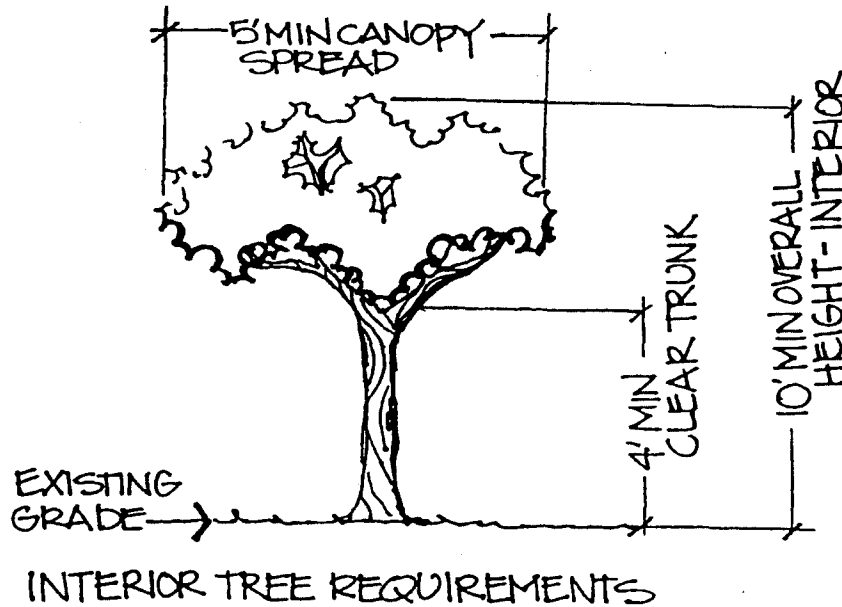 5' MIN CANOPY
SPREAD
10' MIN OVERALL
HEIGHT - INTERIOR
4' MIN
CLEAR TRUNK
EXISTING
GRADE
INTERIOR TREE REQUIREMENTS